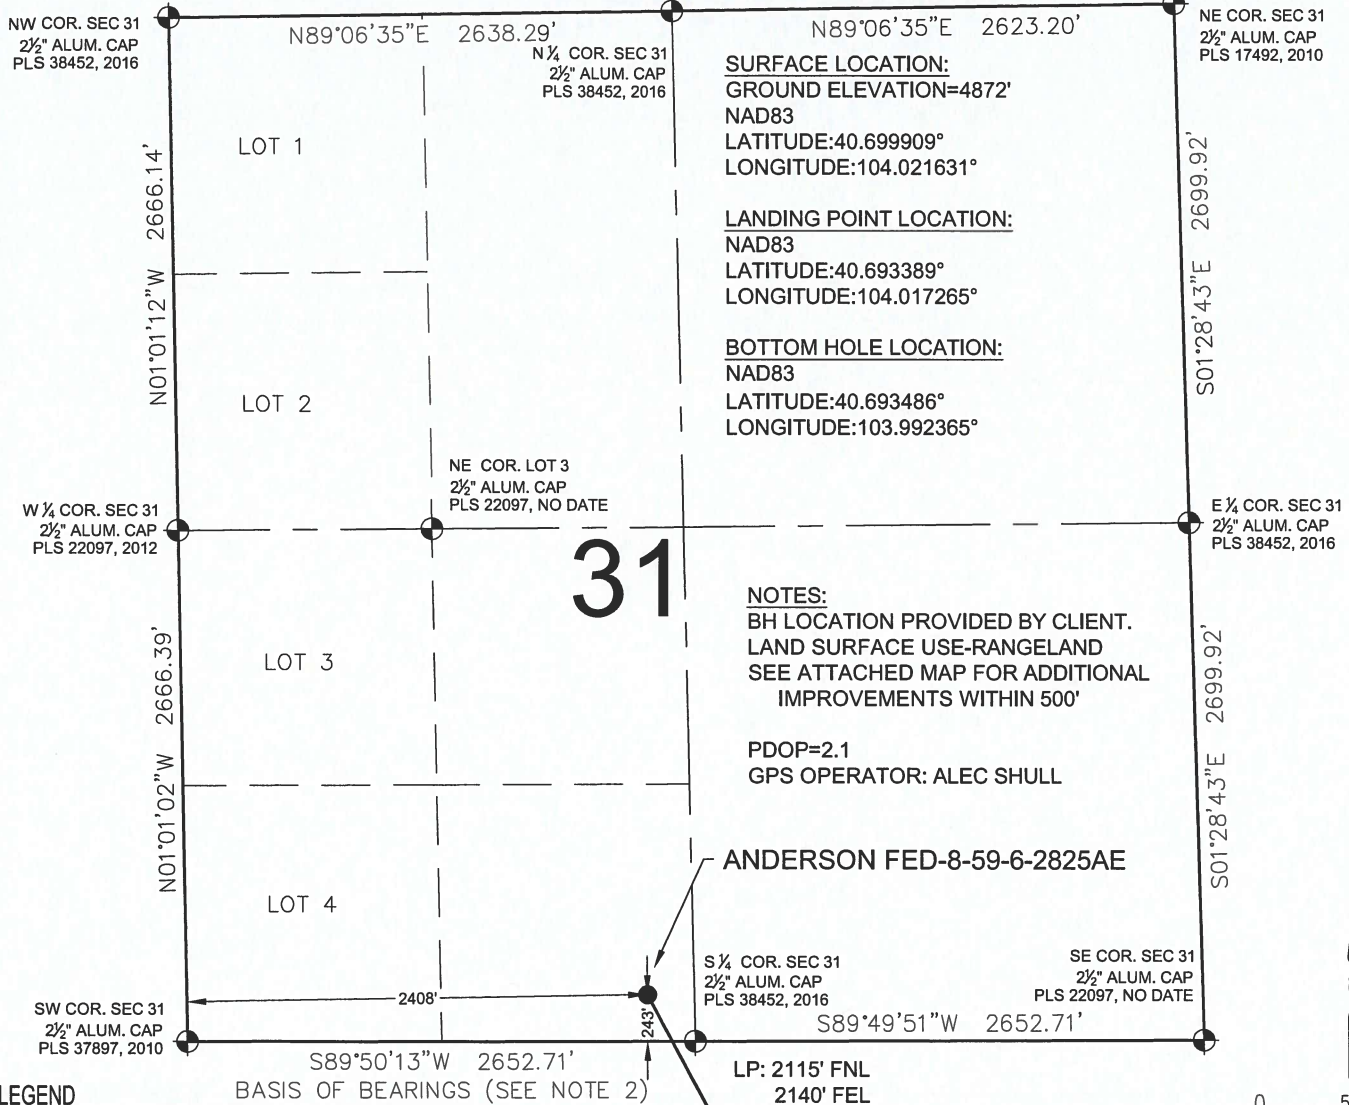 NW COR. SEC 31
2½" ALUM. CAP
PLS 38452, 2016
N89°06'35"E 2638.29'
N ¼ COR. SEC 31
2½" ALUM. CAP
PLS 38452, 2016
N89°06'35"E 2623.20'
NE COR. SEC 31
2½" ALUM. CAP
PLS 17492, 2010
SURFACE LOCATION:
GROUND ELEVATION=4872'
NAD83
LATITUDE:40.699909°
LONGITUDE:104.021631°
LANDING POINT LOCATION:
NAD83
LATITUDE:40.693389°
LONGITUDE:104.017265°
BOTTOM HOLE LOCATION:
NAD83
LATITUDE:40.693486°
LONGITUDE:103.992365°
LOT 1
N01°01'12"W 2666.14'
S01°28'43"E 2699.92'
LOT 2
NE COR. LOT 3
2½" ALUM. CAP
PLS 22097, NO DATE
W ¼ COR. SEC 31
2½" ALUM. CAP
PLS 22097, 2012
E ¼ COR. SEC 31
2½" ALUM. CAP
PLS 38452, 2016
31
NOTES:
BH LOCATION PROVIDED BY CLIENT.
LAND SURFACE USE-RANGELAND
SEE ATTACHED MAP FOR ADDITIONAL
IMPROVEMENTS WITHIN 500'
PDOP=2.1
GPS OPERATOR: ALEC SHULL
LOT 3
N01°01'02"W 2666.39'
S01°28'43"E 2699.92'
ANDERSON FED-8-59-6-2825AE
LOT 4
2408'
243'
S ¼ COR. SEC 31
2½" ALUM. CAP
PLS 38452, 2016
SE COR. SEC 31
2½" ALUM. CAP
PLS 22097, NO DATE
SW COR. SEC 31
2½" ALUM. CAP
PLS 37897, 2010
S89°50'13"W 2652.71'
BASIS OF BEARINGS (SEE NOTE 2)
S89°49'51"W 2652.71'
LP: 2115' FNL
2140' FEL
LEGEND
0
5